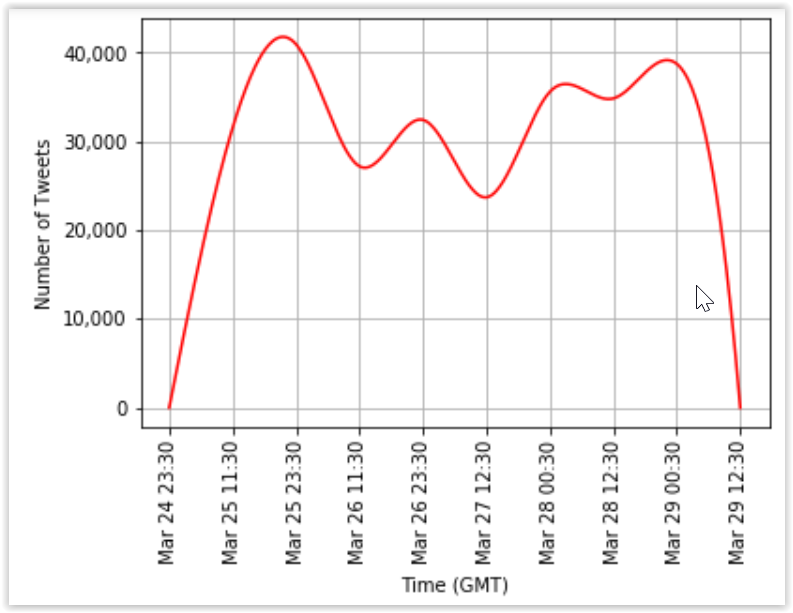 40,000
30,000
20,000
10,000
0
Number of Tweets
Mar 24 23:30
Mar 25 11:30
Mar 25 23:30
Mar 26 11:30
Mar 26 23:30
Mar 27 12:30
Mar 28 00:30
Mar 28 12:30
Mar 29 00:30
Mar 29 12:30
Time (GMT)